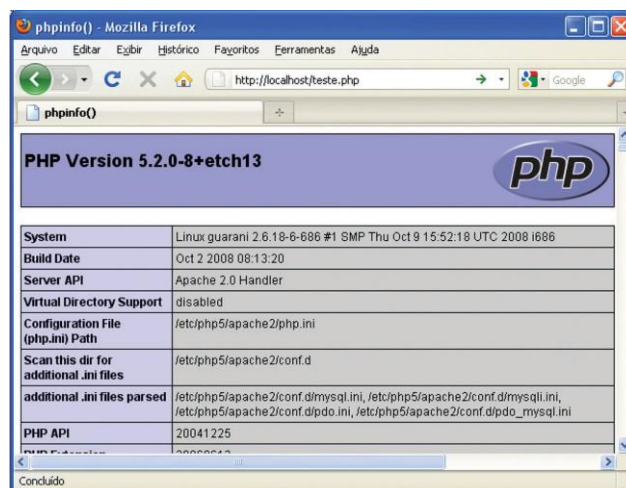 phpinfo() - Mozilla Firefox
Arquivo Editar Exibir Histórico Favoritos Ferramentas Ajuda
http://localhost/teste.php
Google
phpinfo()
PHP Version 5.2.0-8+etch13
php
System Linux guarani 2.6.18-6-686 #1 SMP Thu Oct 9 15:52:18 UTC 2008 i686
Build Date Oct 2 2008 08:13:20
Server API Apache 2.0 Handler
Virtual Directory Support disabled
Configuration File /etc/php5/apache2/php.ini
(php.ini) Path
Scan this dir for /etc/php5/apache2/conf.d
additional .ini files
additional .ini files parsed /etc/php5/apache2/conf.d/mysql.ini, /etc/php5/apache2/conf.d/mysqli.ini,
/etc/php5/apache2/conf.d/pdo.ini, /etc/php5/apache2/conf.d/pdo_mysql.ini
PHP API 20041225
PHP Extension
Concluído